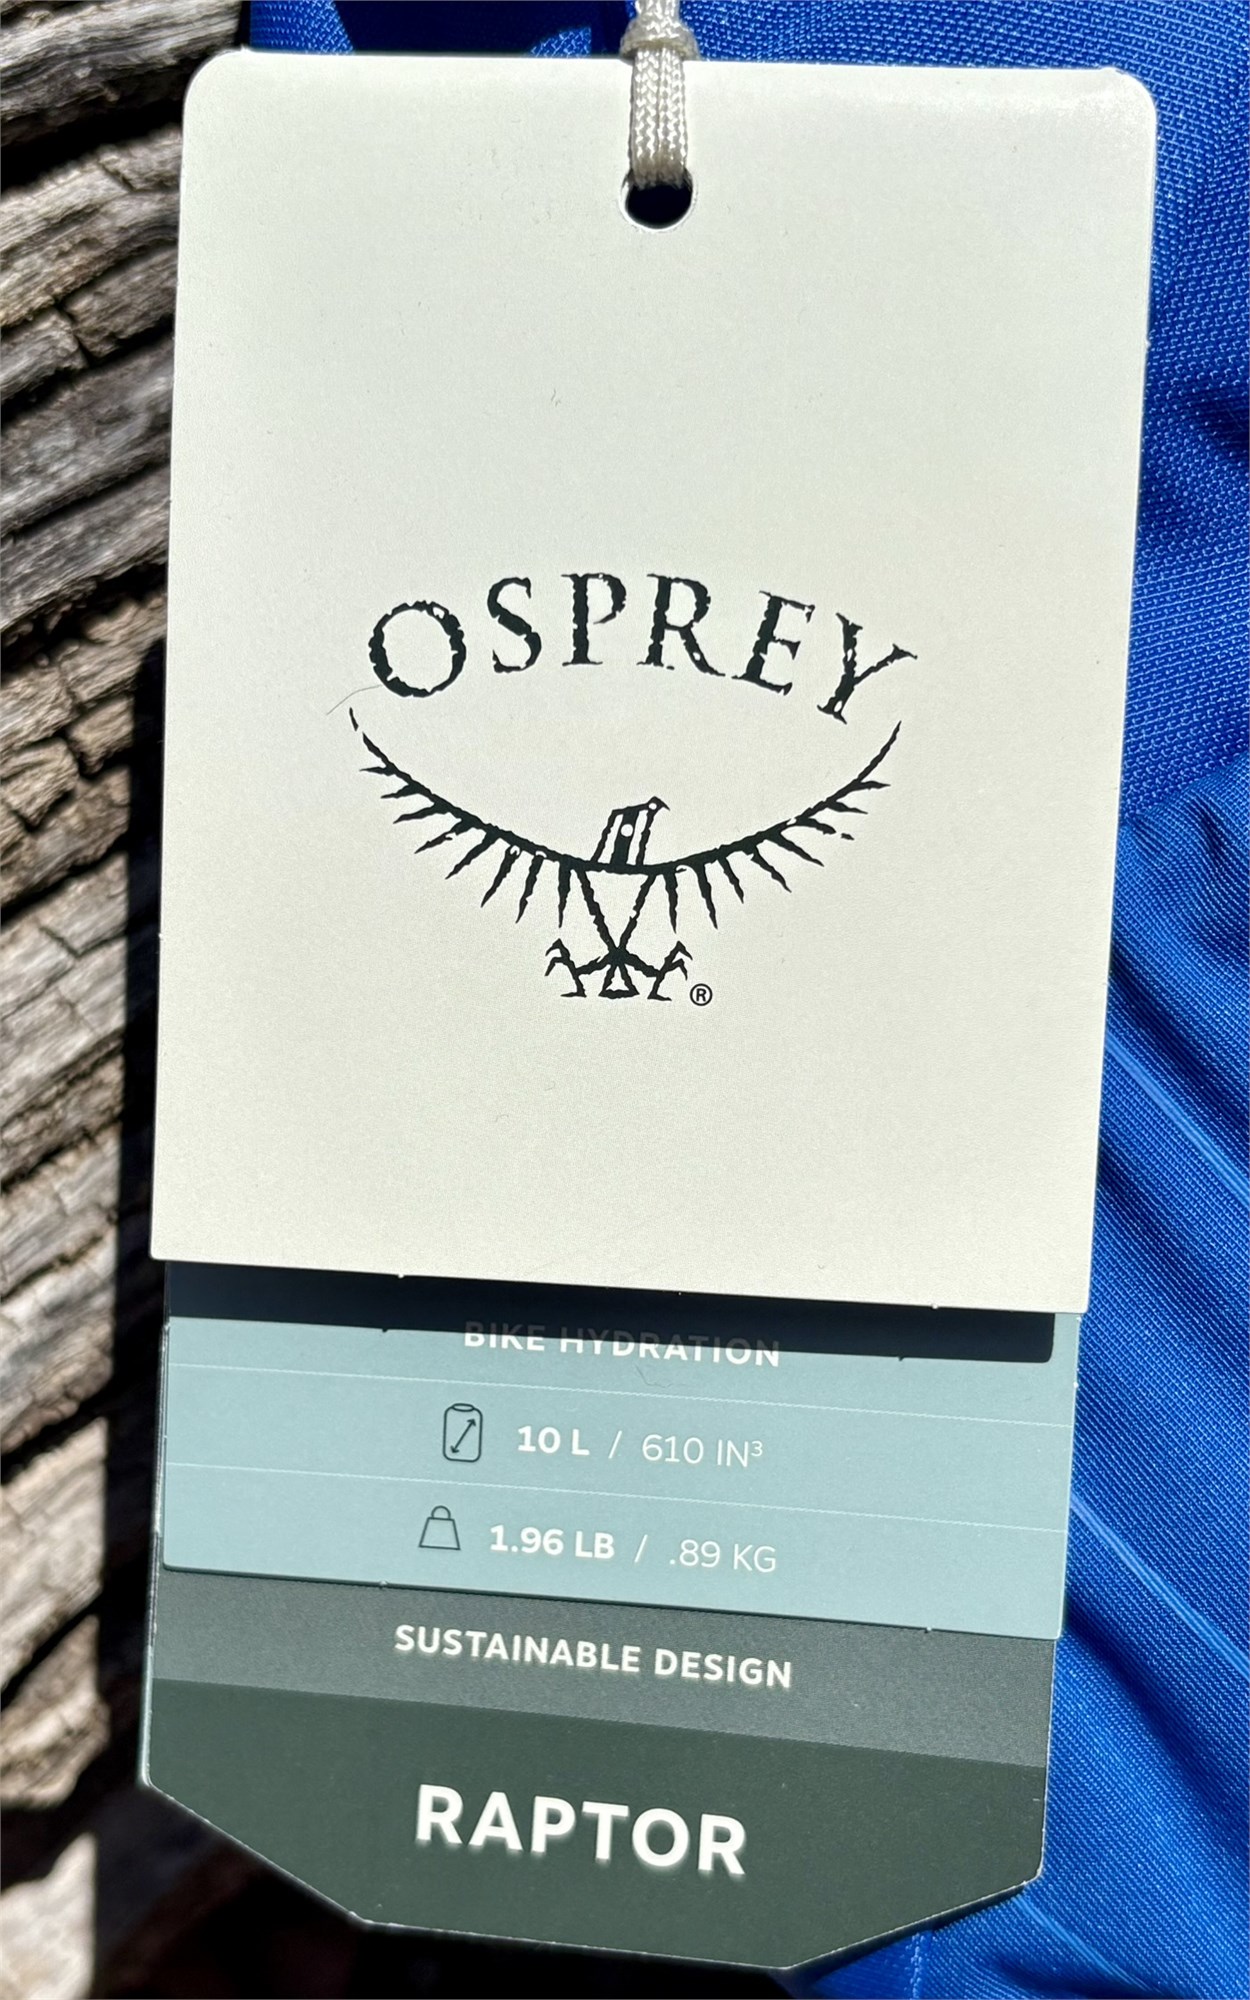 OSPREY
®
BIKE HYDRATION
10 L / 610 IN³
1.96 LB / .89 KG
SUSTAINABLE DESIGN
RAPTOR